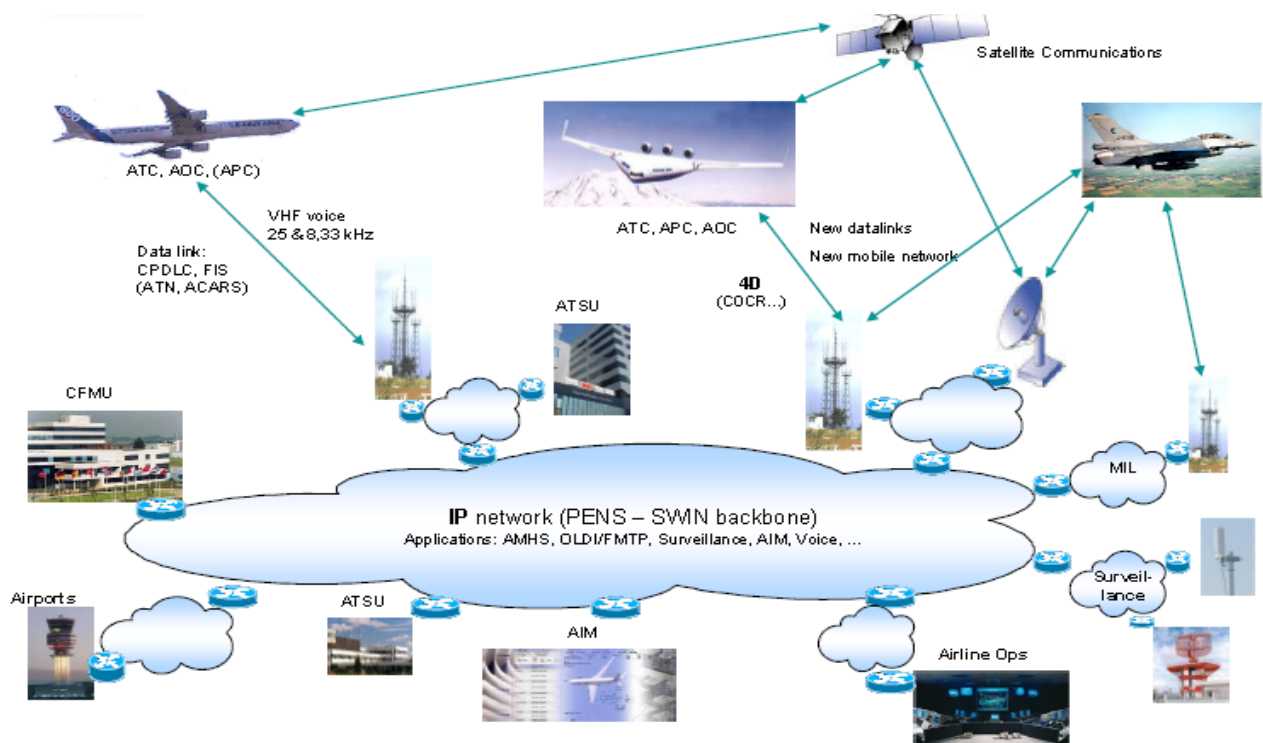 Satellite Communications
ATC, AOC, (APC)
VHF voice
25 & 8,33 kHz
Data link:
CPDLC, FIS
(ATN, ACARS)
ATC, APC, AOC
New datalinks
New mobile network
4D
(COCR...)
ATSU
CFMU
MIL
IP network (PENS – SWIN backbone)
Applications: AMHS, OLDI/FMTP, Surveillance, AIM, Voice, ...
Surveil-
lance
Airports
ATSU
AIM
Airline Ops